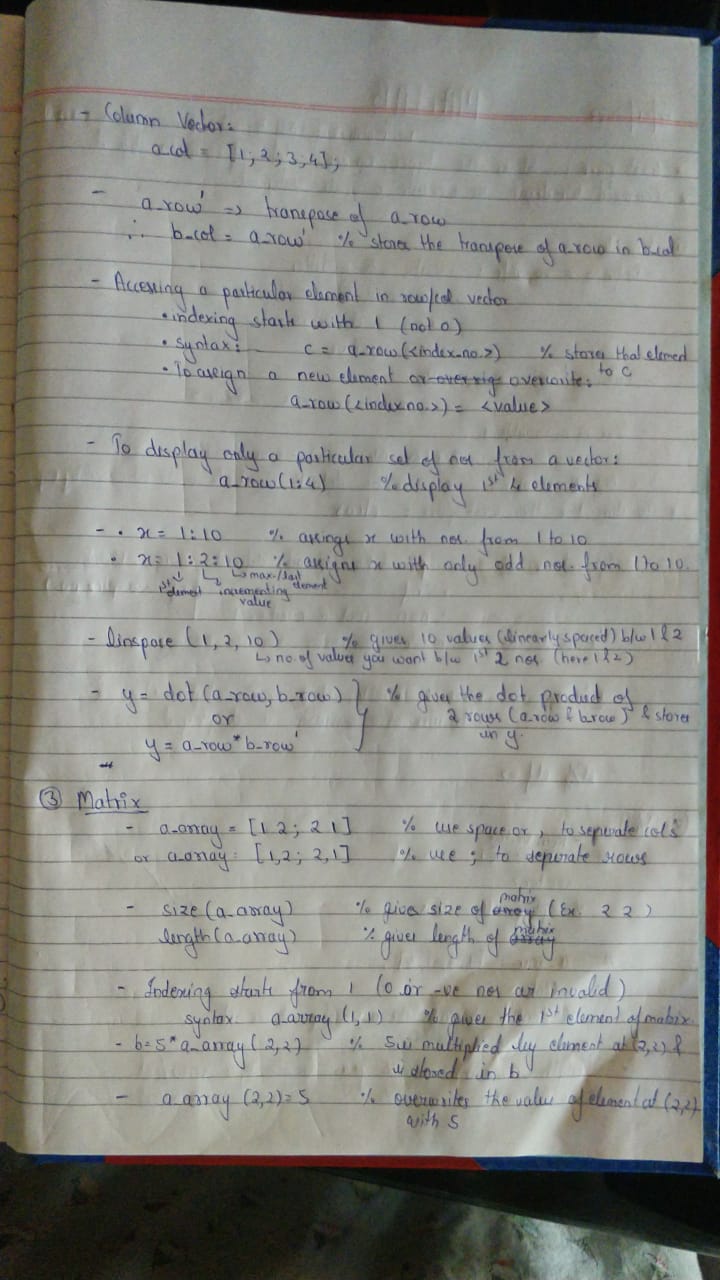 - Column Vector:
a_col = [1;2;3;4];
- a_row' => transpose of a_row
∴ b_col = a_row' % stores the transpose of a_row in b_col
- Accessing a particular element in row/col vector
• indexing starts with 1 (not 0)
• Syntax: c = a_row(<index_no.>) % stores that element to c
• To assign a new element or overwrite:
a_row(<index no.>) = <value>
- To display only a particular set of nos from a vector:
a_row(1:4) % display 1st 4 elements
- • x = 1:10 % assings x with nos. from 1 to 10
• x = 1:2:10 % assigns x with only odd nos. from 1 to 10.
1st element incrementing value max./last element
- linspace (1, 2, 10) % gives 10 values (linearly spaced) b/w 1 & 2
↳ no. of values you want b/w 1st 2 nos (here 1 & 2)
- y = dot (a_row, b_row) } % gives the dot product of
or 2 rows (a_row & b_row) & stores
y = a_row * b_row' in y.
③ Matrix
- a_array = [1 2; 2 1] % use space or , to seperate cols
or a_array = [1,2; 2,1] % use ; to seperate rows
- size (a_array) % gives size of matrix (Ex. 2 2)
length (a_array) % gives length of matrix
- Indexing starts from 1 (0 or -ve nos are invalid)
syntax a_array (1,1) % gives the 1st element of matrix.
- b = 5 * a_array (2,2) % 5 is multiplied by element at (2,2) &
is stored in b
- a_array (2,2) = 5 % overwrites the value of element at (2,2)
with 5